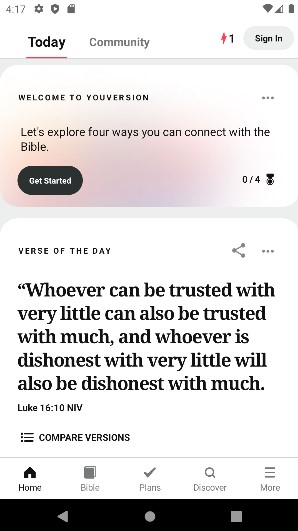 4:17
Today
Community
1
Sign In
WELCOME TO YOUVERSION
Let's explore four ways you can connect with the
Bible.
Get Started
0 / 4
VERSE OF THE DAY
“Whoever can be trusted with
very little can also be trusted
with much, and whoever is
dishonest with very little will
also be dishonest with much.
Luke 16:10 NIV
COMPARE VERSIONS
Home
Bible
Plans
Discover
More